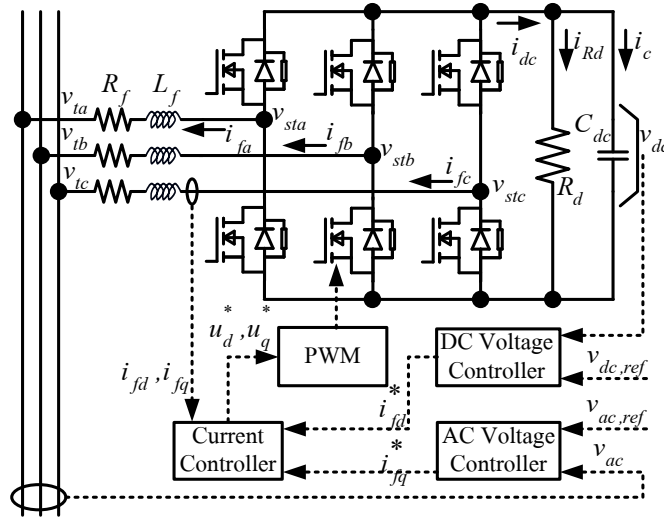 i_dc
i_Rd
i_c
R_f L_f
v_ta
v_sta
C_dc
v_dc
i_fa
i_fb
v_tb
v_stb
i_fc
v_tc
v_stc
R_d
u_d^*, u_q^*
PWM
DC Voltage
Controller
v_dc,ref
i_fd, i_fq
i_fd^*
v_ac,ref
Current
Controller
i_fq^*
AC Voltage
Controller
v_ac